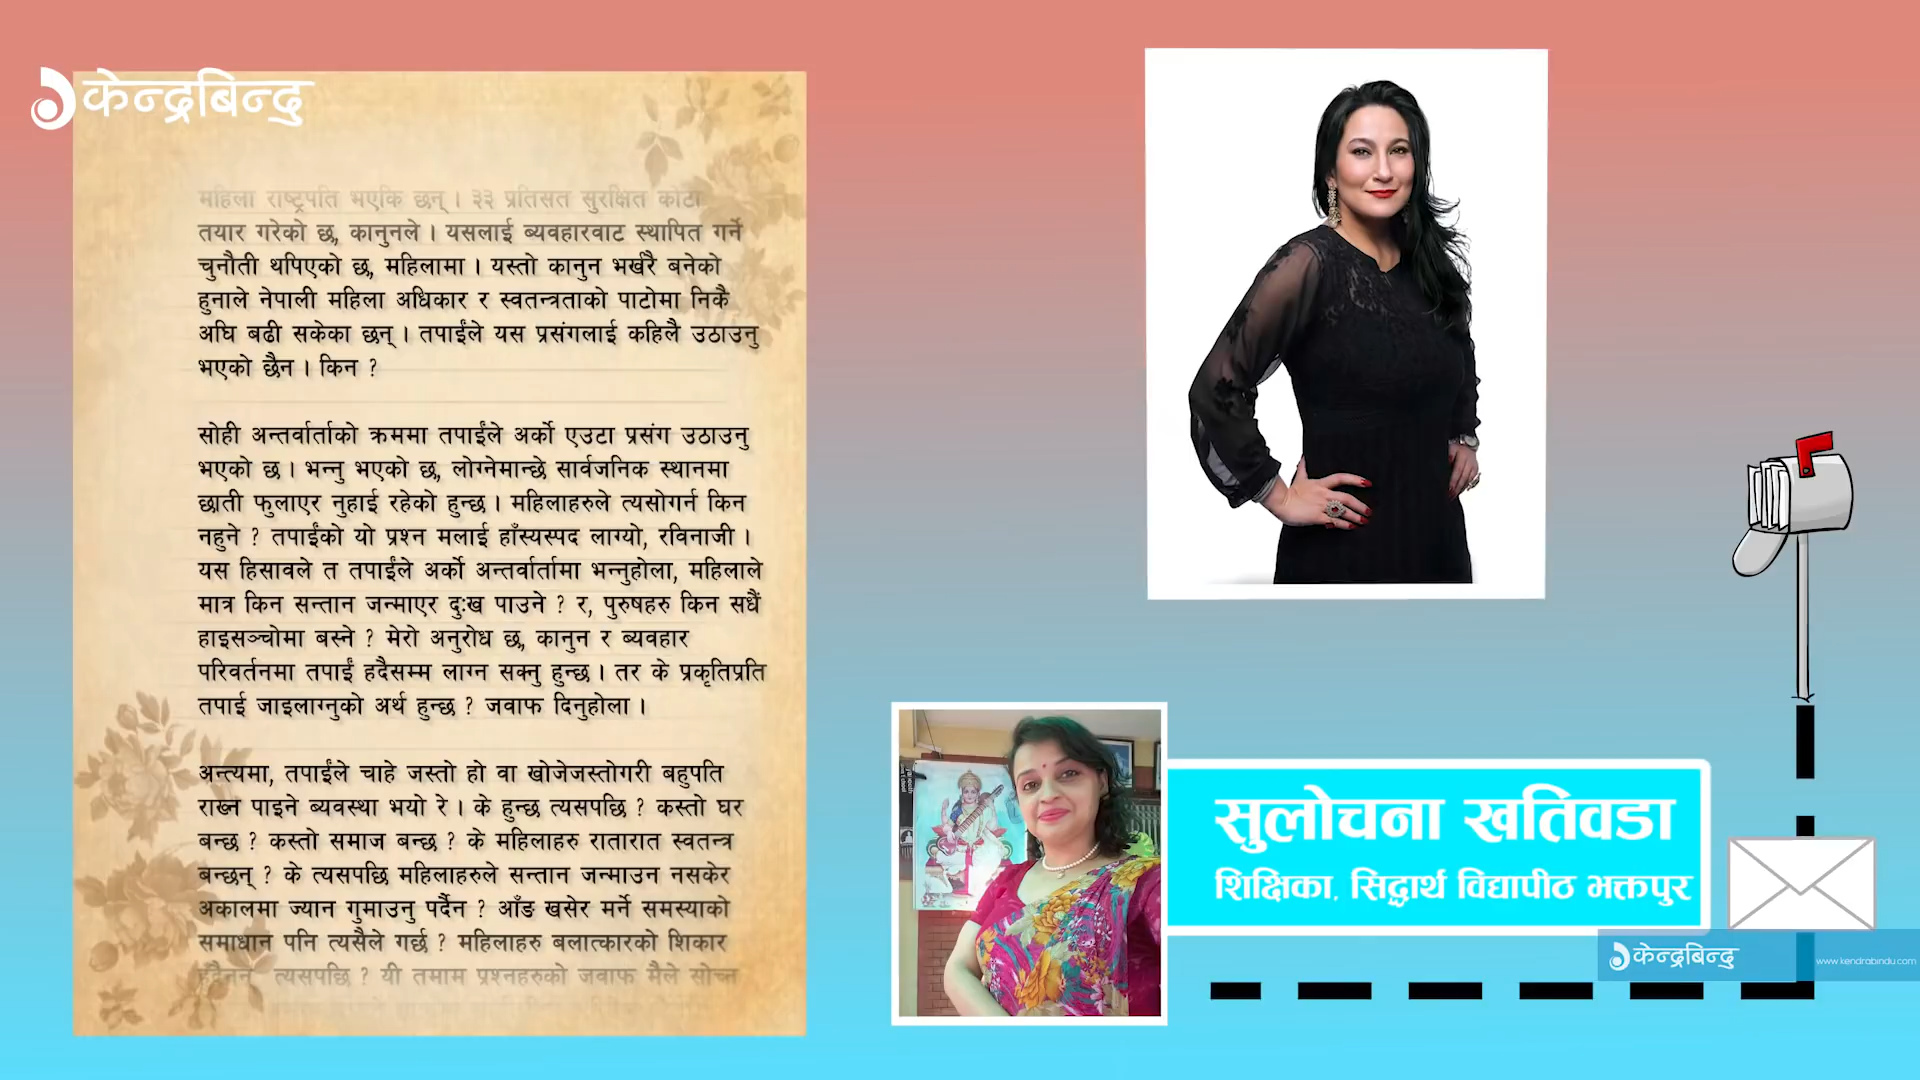 केन्द्रबिन्दु
महिला राष्ट्रपति भएकि छन् । ३३ प्रतिसत सुरक्षित कोटा
तयार गरेको छ, कानुनले । यसलाई ब्यवहारवाट स्थापित गर्ने
चुनौती थपिएको छ, महिलामा । यस्तो कानुन भर्खरै बनेको
हुनाले नेपाली महिला अधिकार र स्वतन्त्रताको पाटोमा निकै
अघि बढी सकेका छन् । तपाईंले यस प्रसंगलाई कहिलै उठाउनु
भएको छैन । किन ?
सोही अन्तर्वार्ताको क्रममा तपाईंले अर्को एउटा प्रसंग उठाउनु
भएको छ । भन्नु भएको छ, लोग्नेमान्छे सार्वजनिक स्थानमा
छाती फुलाएर नुहाई रहेको हुन्छ । महिलाहरुले त्यसोगर्न किन
नहुने ? तपाईंको यो प्रश्न मलाई हाँस्यस्पद लाग्यो, रविनाजी ।
यस हिसावले त तपाईंले अर्को अन्तर्वार्तामा भन्नुहोला, महिलाले
मात्र किन सन्तान जन्माएर दुःख पाउने ? र, पुरुषहरु किन सधैं
हाइसञ्चोमा बस्ने ? मेरो अनुरोध छ, कानुन र ब्यवहार
परिवर्तनमा तपाईं हदैसम्म लाग्न सक्नु हुन्छ । तर के प्रकृतिप्रति
तपाई जाइलाग्नुको अर्थ हुन्छ ? जवाफ दिनुहोला ।
अन्त्यमा, तपाईंले चाहे जस्तो हो वा खोजेजस्तोगरी बहुपति
राख्न पाइने ब्यवस्था भयो रे । के हुन्छ त्यसपछि ? कस्तो घर
बन्छ ? कस्तो समाज बन्छ ? के महिलाहरु रातारात स्वतन्त्र
बन्छन् ? के त्यसपछि महिलाहरुले सन्तान जन्माउन नसकेर
अकालमा ज्यान गुमाउनु पर्दैन ? आँङ खसेर मर्ने समस्याको
समाधान पनि त्यसैले गर्छ ? महिलाहरु बलात्कारको शिकार
हुँदैनन् त्यसपछि ? यी तमाम प्रश्नहरुको जवाफ मैले सोच्न
सुलोचना खतिवडा
शिक्षिका, सिद्धार्थ विद्यापीठ भक्तपुर
केन्द्रबिन्दु
www.kendrabindu.com